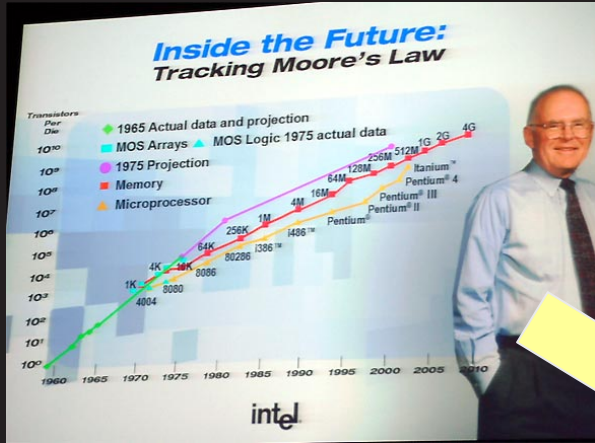 Inside the Future:
Tracking Moore's Law
Transistors
Per
Die
10¹⁰
10⁹
10⁸
10⁷
10⁶
10⁵
10⁴
10³
10²
10¹
10⁰
1965 Actual data and projection
MOS Arrays MOS Logic 1975 actual data
1975 Projection
Memory
Microprocessor
1K
4K
16K
64K
256K
1M
4M
16M
64M
128M
256M
512M
1G
2G
4G
4004
8080
8086
80286
i386™
i486™
Pentium®
Pentium® II
Pentium® III
Pentium® 4
Itanium™
1960 1965 1970 1975 1980 1985 1990 1995 2000 2005 2010
intel